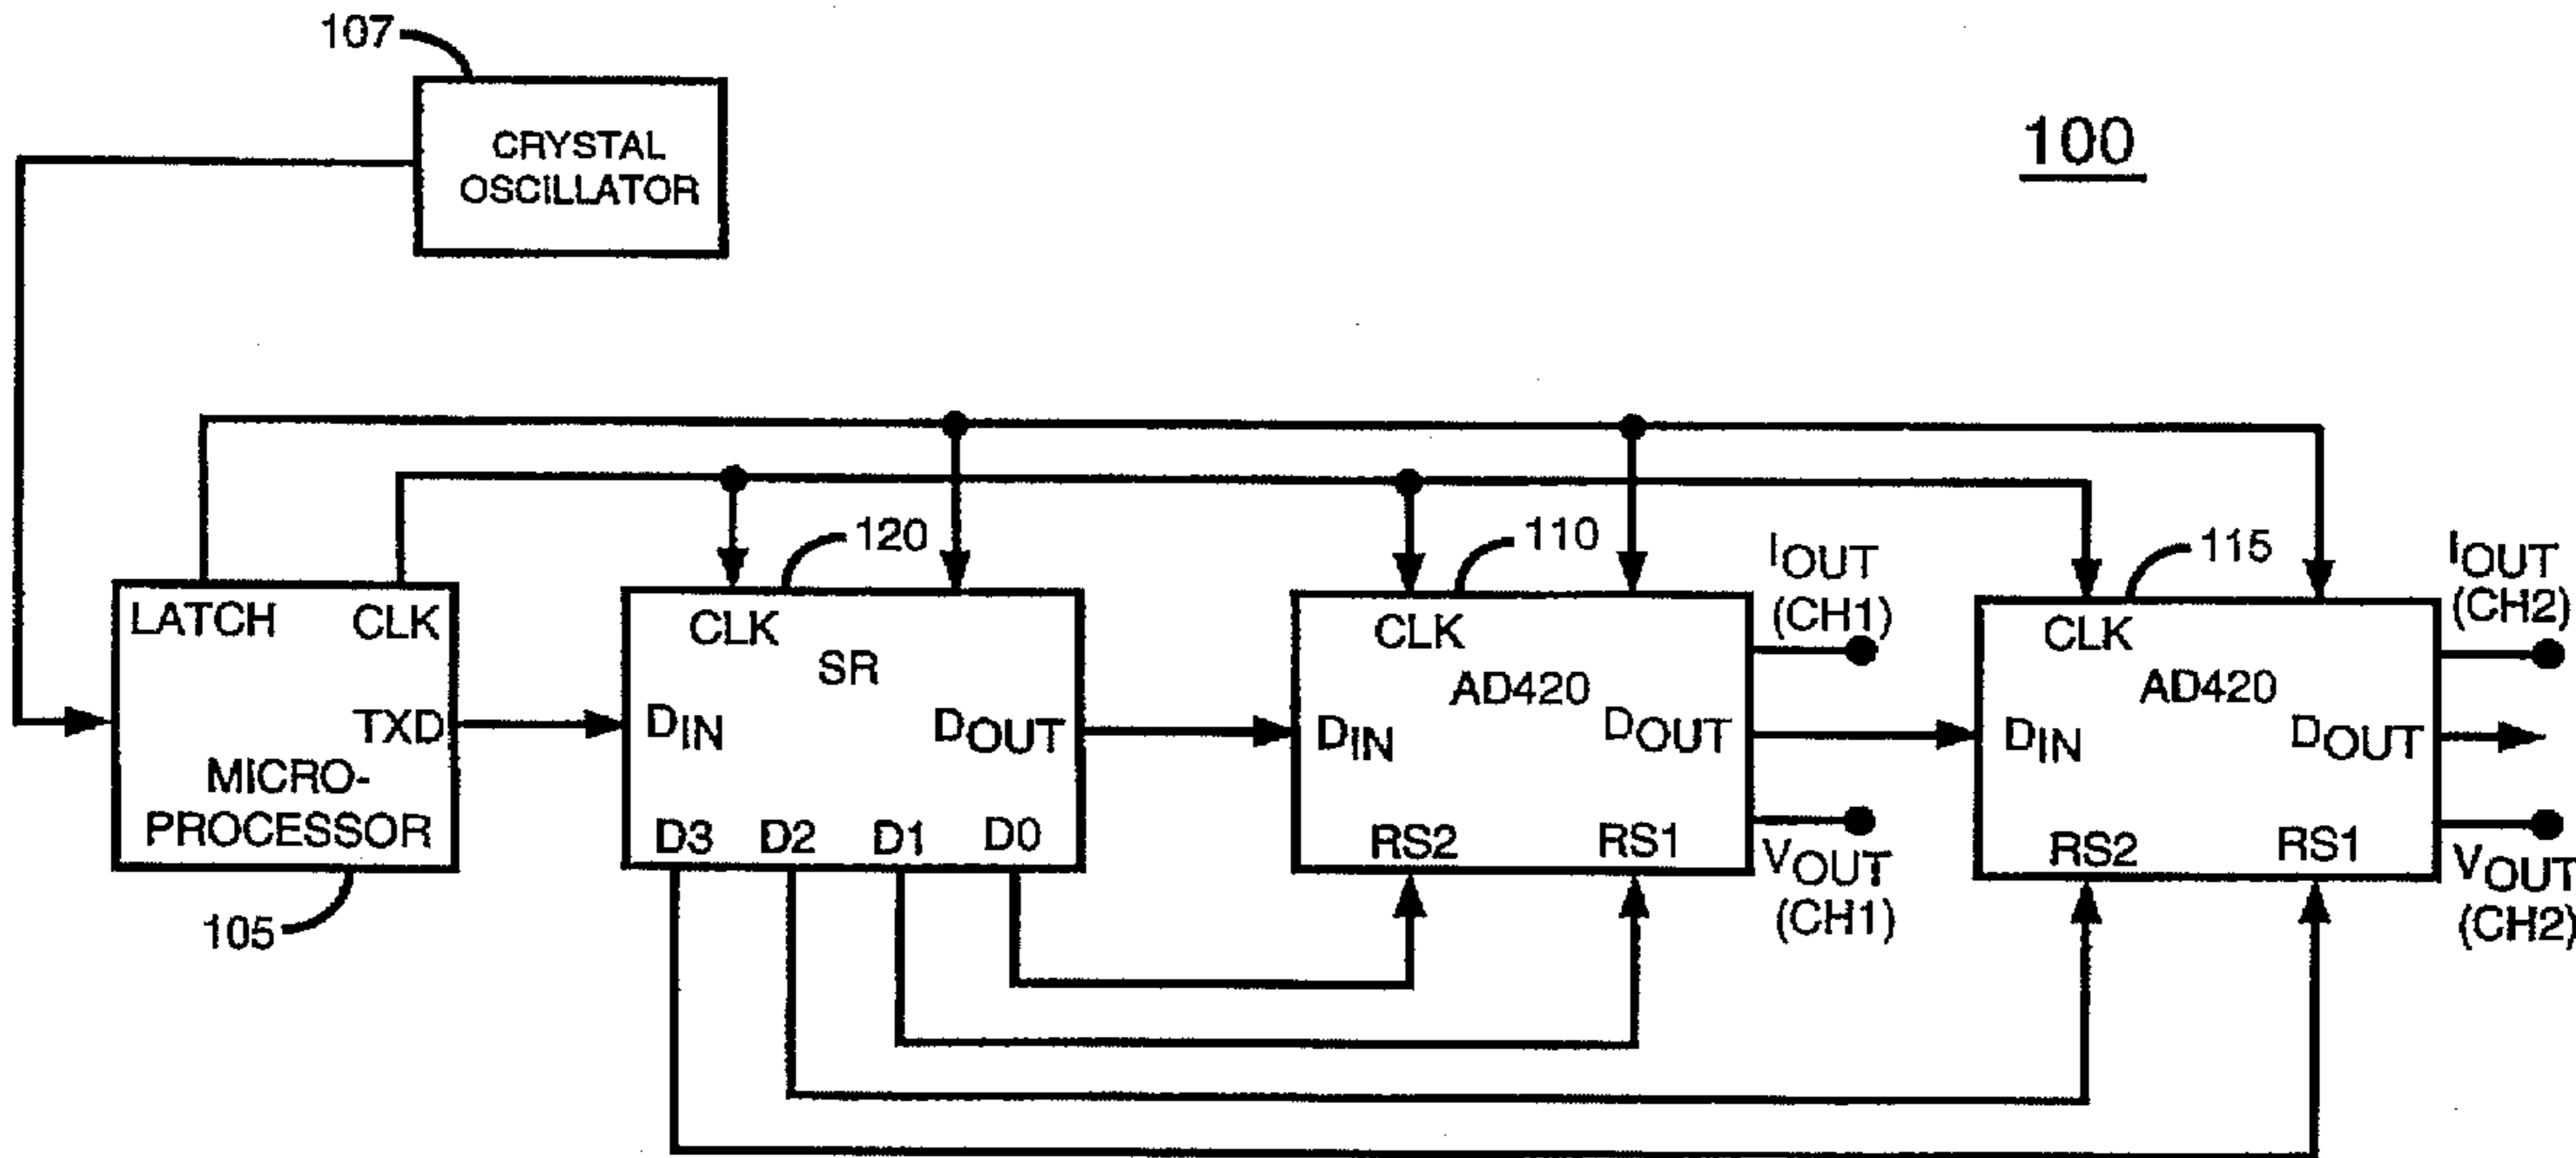 107
CRYSTAL
OSCILLATOR
100
120
110
115
LATCH
CLK
TXD
MICRO-
PROCESSOR
105
CLK
SR
DIN
DOUT
D3
D2
D1
D0
CLK
AD420
DIN
DOUT
RS2
RS1
IOUT
(CH1)
VOUT
(CH1)
CLK
AD420
DIN
DOUT
RS2
RS1
IOUT
(CH2)
VOUT
(CH2)